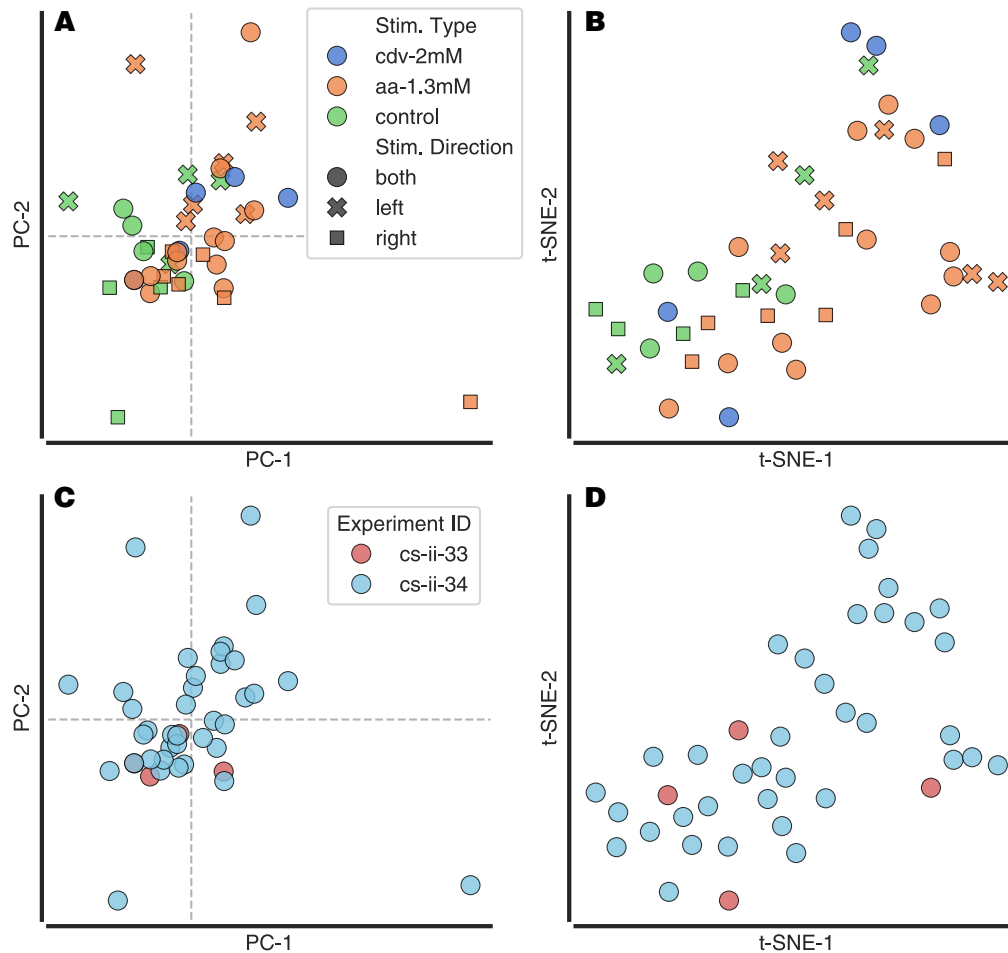 A
Stim. Type
cdv-2mM
aa-1.3mM
control
Stim. Direction
both
left
right
PC-2
PC-1
B
t-SNE-2
t-SNE-1
C
Experiment ID
cs-ii-33
cs-ii-34
PC-2
PC-1
D
t-SNE-2
t-SNE-1